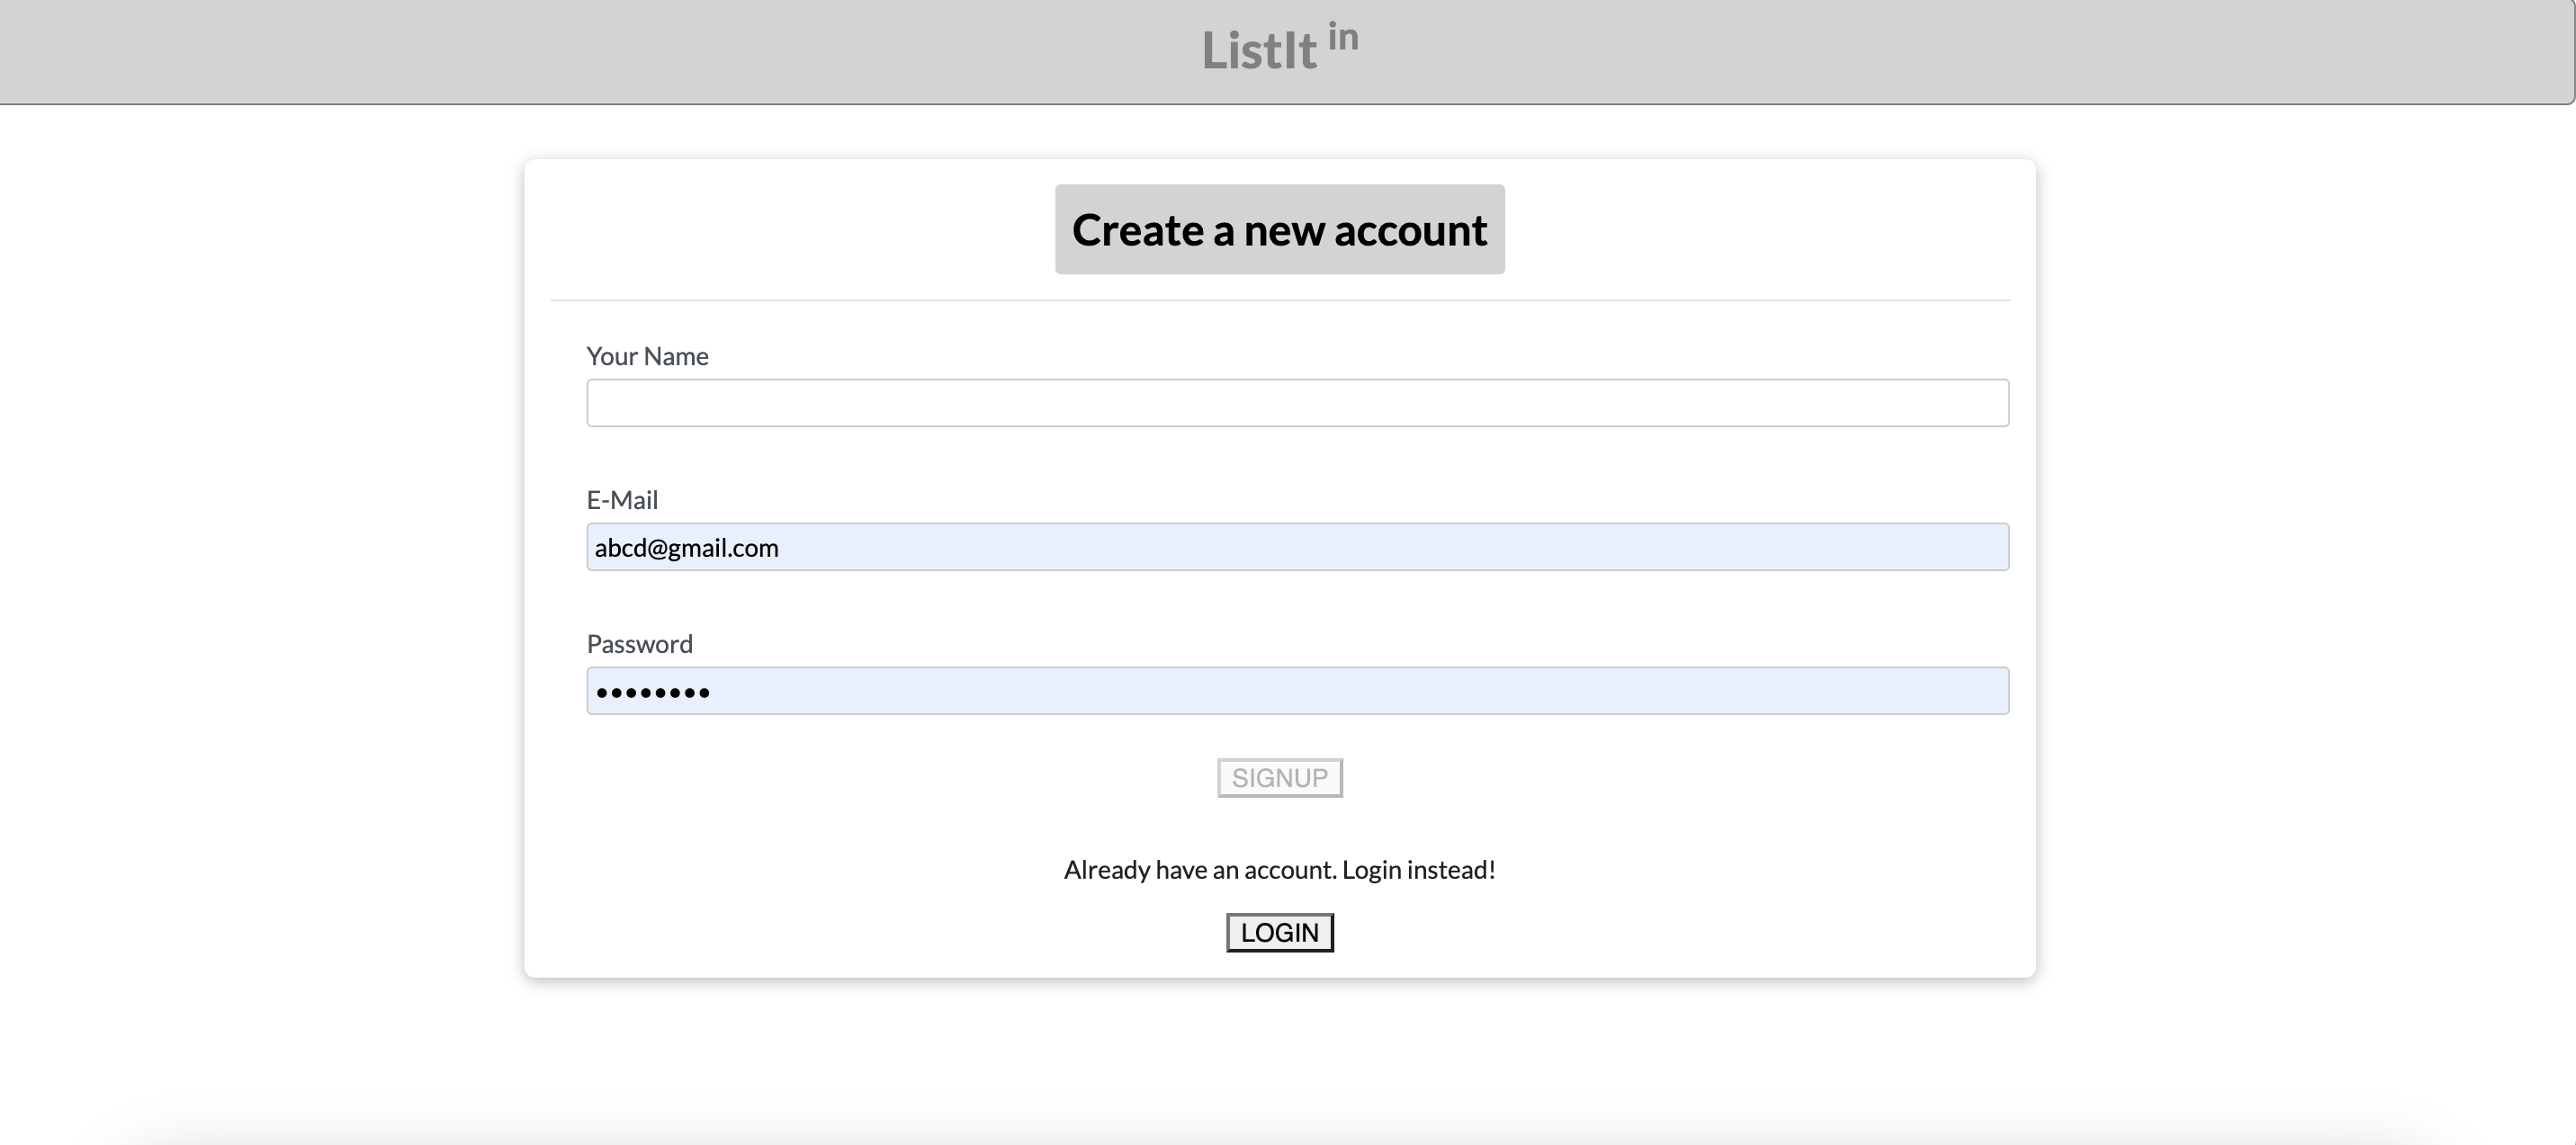 ListIt in
Create a new account
Your Name
E-Mail
abcd@gmail.com
Password
••••••••
SIGNUP
Already have an account. Login instead!
LOGIN